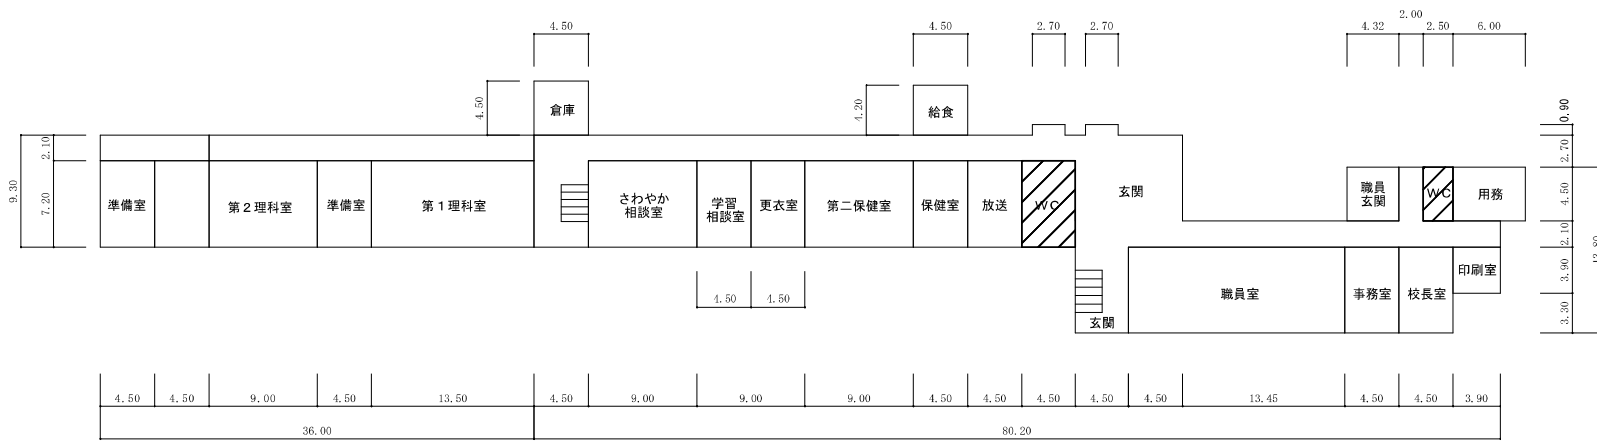 2.00
4.50
4.50
2.70
2.70
4.32
2.50
6.00
4.50
倉庫
4.20
給食
0.90
9.30
2.10
7.20
2.70
4.50
2.10
3.90
3.30
準備室
第2理科室
準備室
第1理科室
さわやか
相談室
学習
相談室
更衣室
第二保健室
保健室
放送
WC
玄関
職員
玄関
WC
用務
4.50
4.50
玄関
職員室
事務室
校長室
印刷室
4.50
4.50
9.00
4.50
13.50
4.50
9.00
9.00
9.00
4.50
4.50
4.50
4.50
4.50
13.45
4.50
4.50
3.90
36.00
80.20